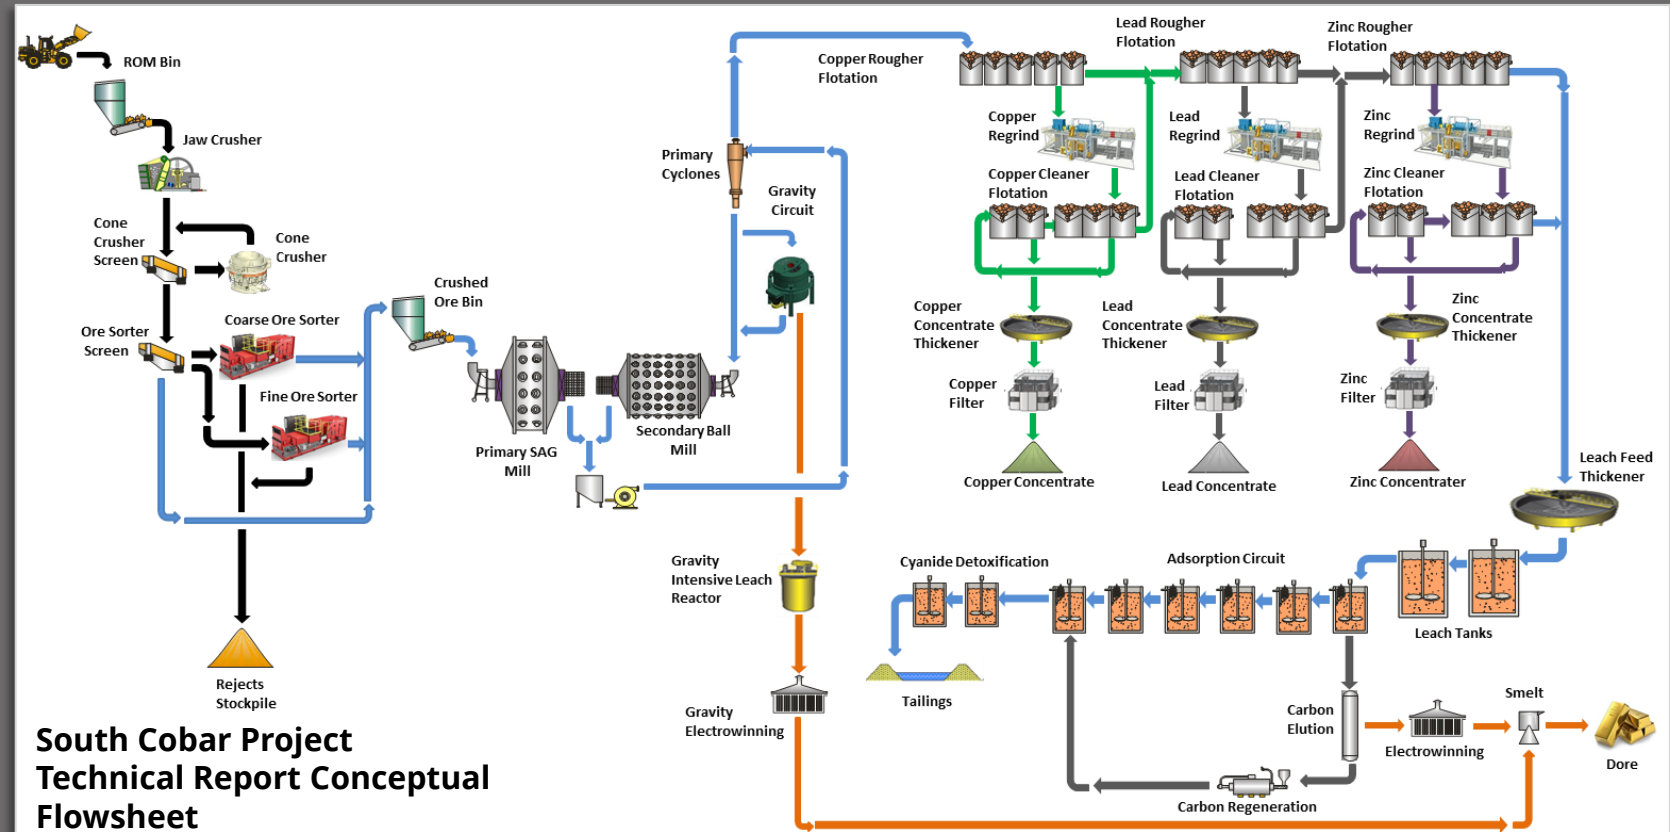 ROM Bin
Jaw Crusher
Cone
Crusher
Screen
Cone
Crusher
Ore Sorter
Screen
Coarse Ore Sorter
Fine Ore Sorter
Rejects
Stockpile
Crushed
Ore Bin
Primary SAG
Mill
Secondary Ball
Mill
Primary
Cyclones
Gravity
Circuit
Gravity
Intensive Leach
Reactor
Gravity
Electrowinning
Copper Rougher
Flotation
Lead Rougher
Flotation
Zinc Rougher
Flotation
Copper
Regrind
Lead
Regrind
Zinc
Regrind
Copper Cleaner
Flotation
Lead Cleaner
Flotation
Zinc Cleaner
Flotation
Copper
Concentrate
Thickener
Lead
Concentrate
Thickener
Zinc
Concentrate
Thickener
Copper
Filter
Lead
Filter
Zinc
Filter
Copper Concentrate
Lead Concentrate
Zinc Concentrater
Leach Feed
Thickener
Cyanide Detoxification
Adsorption Circuit
Leach Tanks
Tailings
Carbon
Elution
Electrowinning
Smelt
Dore
Carbon Regeneration
South Cobar Project
Technical Report Conceptual
Flowsheet